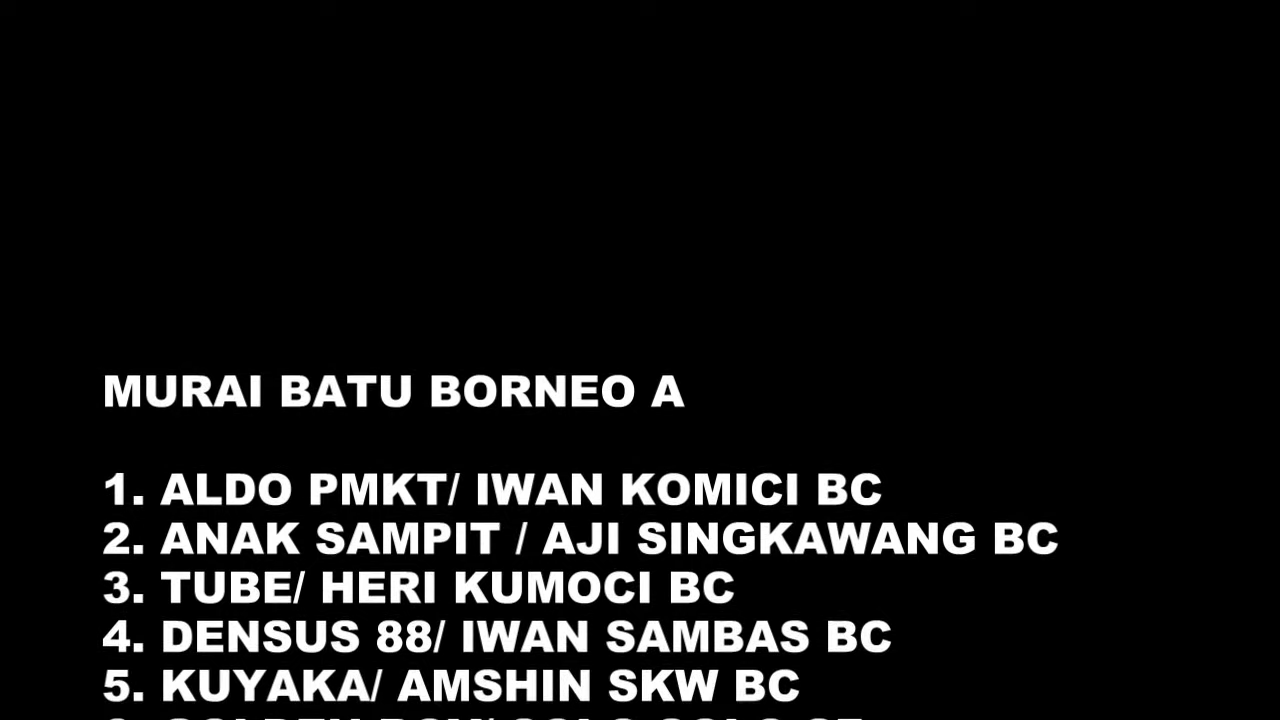 MURAI BATU BORNEO A
1. ALDO PMKT/ IWAN KOMICI BC
2. ANAK SAMPIT / AJI SINGKAWANG BC
3. TUBE/ HERI KUMOCI BC
4. DENSUS 88/ IWAN SAMBAS BC
5. KUYAKA/ AMSHIN SKW BC